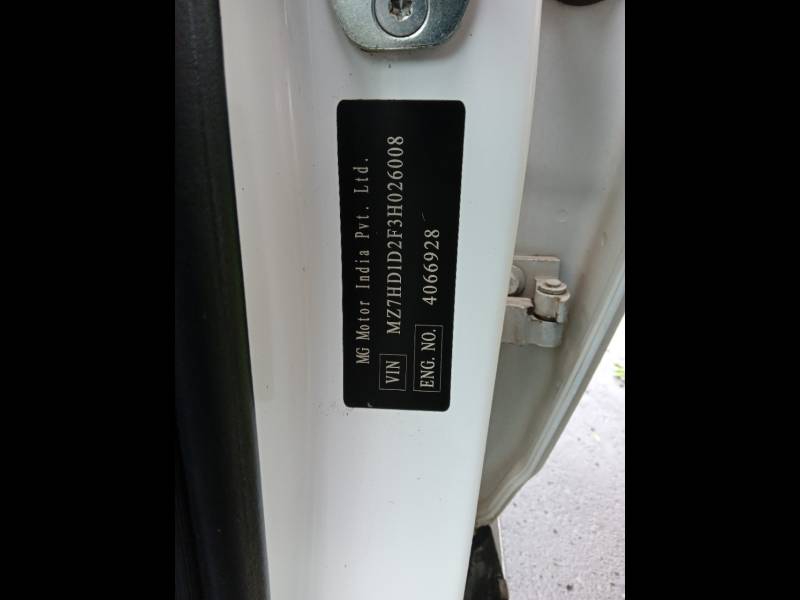 MG Motor India Pvt. Ltd.
VIN MZ7HD1D2F3H026008
ENG. NO. 4066928